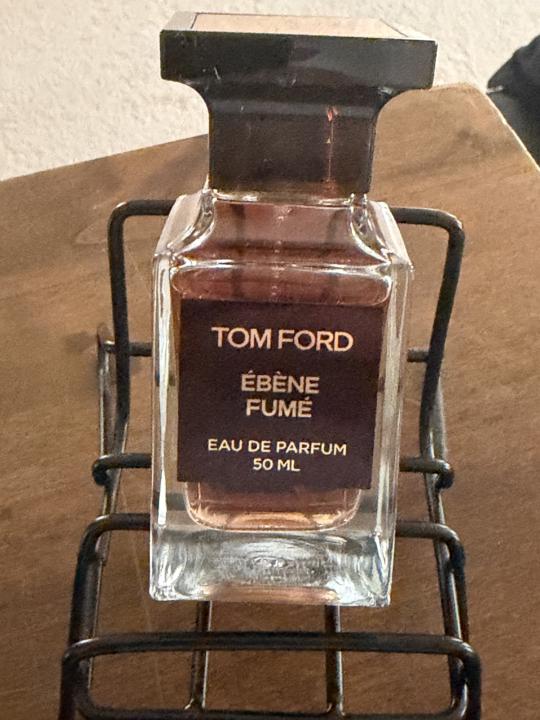 TOM FORD
ÉBÈNE
FUMÉ
EAU DE PARFUM
50 ML